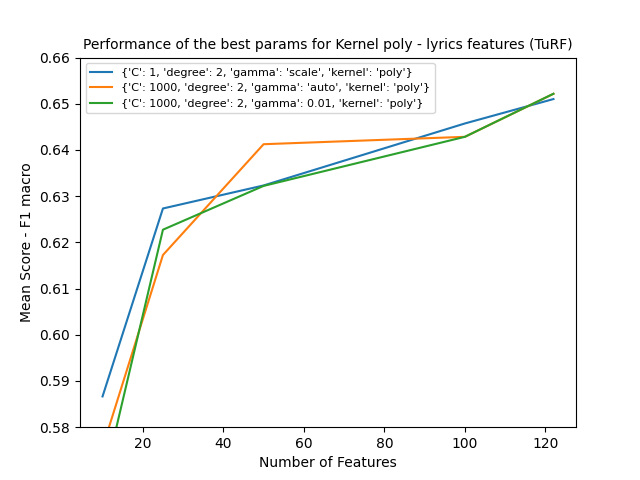 Performance of the best params for Kernel poly - lyrics features (TuRF)
{'C': 1, 'degree': 2, 'gamma': 'scale', 'kernel': 'poly'}
{'C': 1000, 'degree': 2, 'gamma': 'auto', 'kernel': 'poly'}
{'C': 1000, 'degree': 2, 'gamma': 0.01, 'kernel': 'poly'}
Mean Score - F1 macro
0.66
0.65
0.64
0.63
0.62
0.61
0.60
0.59
0.58
20 40 60 80 100 120
Number of Features